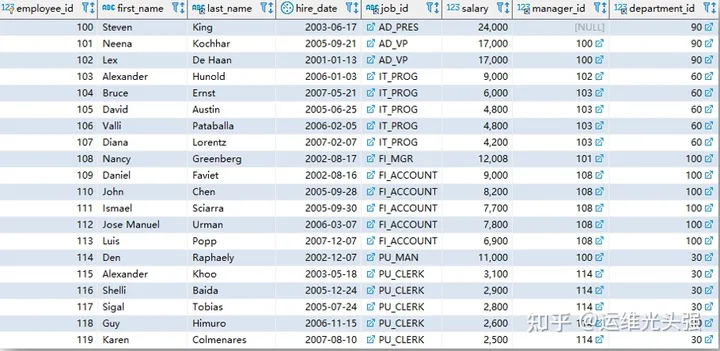 123 employee_id ABC first_name ABC last_name hire_date ABC job_id 123 salary 123 manager_id 123 department_id
100 Steven King 2003-06-17 AD_PRES 24,000 [NULL] 90
101 Neena Kochhar 2005-09-21 AD_VP 17,000 100 90
102 Lex De Haan 2001-01-13 AD_VP 17,000 100 90
103 Alexander Hunold 2006-01-03 IT_PROG 9,000 102 60
104 Bruce Ernst 2007-05-21 IT_PROG 6,000 103 60
105 David Austin 2005-06-25 IT_PROG 4,800 103 60
106 Valli Pataballa 2006-02-05 IT_PROG 4,800 103 60
107 Diana Lorentz 2007-02-07 IT_PROG 4,200 103 60
108 Nancy Greenberg 2002-08-17 FI_MGR 12,008 101 100
109 Daniel Faviet 2002-08-16 FI_ACCOUNT 9,000 108 100
110 John Chen 2005-09-28 FI_ACCOUNT 8,200 108 100
111 Ismael Sciarra 2005-09-30 FI_ACCOUNT 7,700 108 100
112 Jose Manuel Urman 2006-03-07 FI_ACCOUNT 7,800 108 100
113 Luis Popp 2007-12-07 FI_ACCOUNT 6,900 108 100
114 Den Raphaely 2002-12-07 PU_MAN 11,000 100 30
115 Alexander Khoo 2003-05-18 PU_CLERK 3,100 114 30
116 Shelli Baida 2005-12-24 PU_CLERK 2,900 114 30
117 Sigal Tobias 2005-07-24 PU_CLERK 2,800 114 30
118 Guy Himuro 2006-11-15 PU_CLERK 2,600 114 30
119 Karen Colmenares 2007-08-10 PU_CLERK 2,500 114 30
知乎 @运维光头强